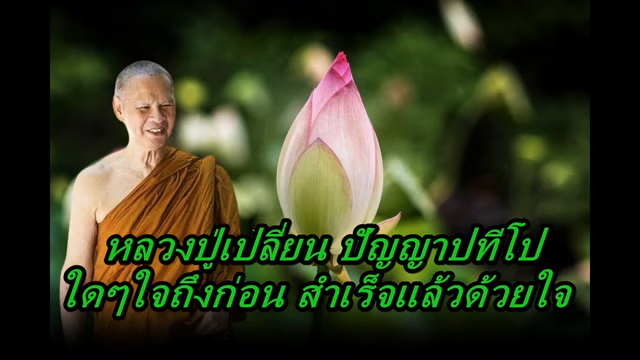 หลวงปู่เปลี่ยน ปัญญาปทีโป
ใดๆใจถึงก่อน สำเร็จแล้วด้วยใจ